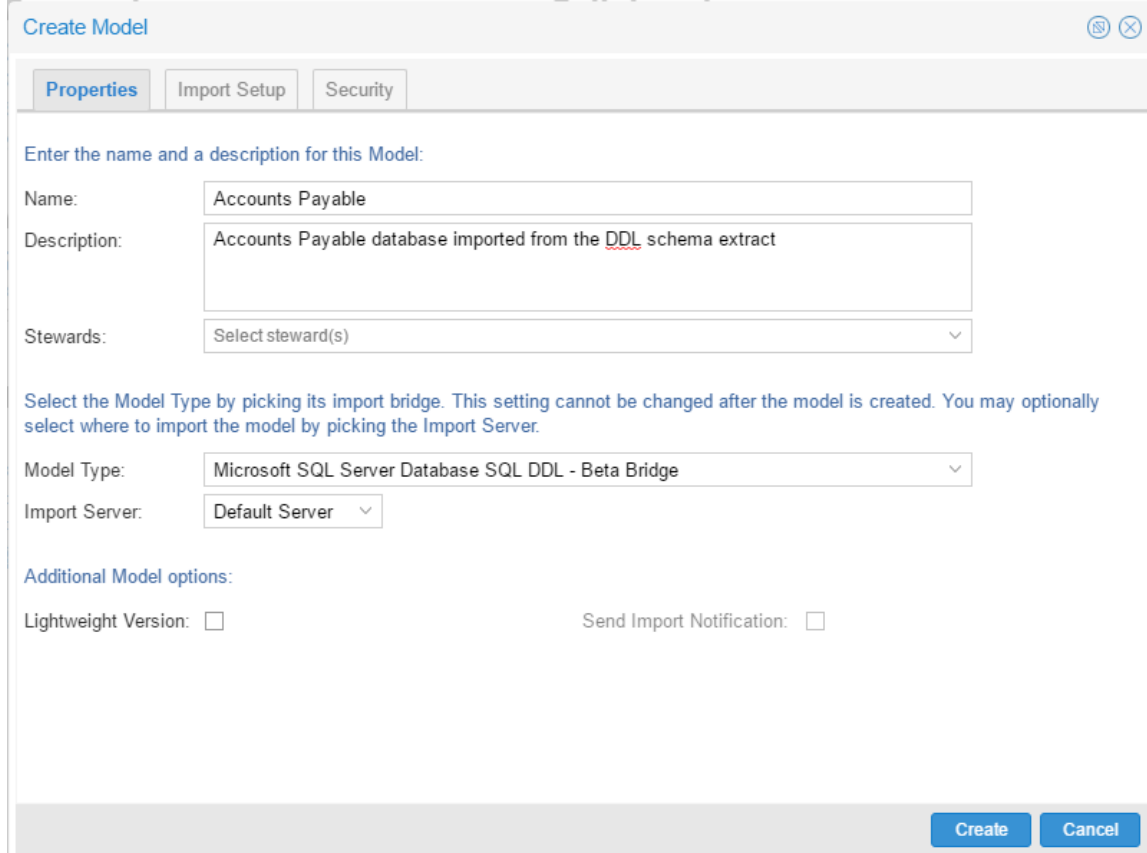 Create Model
Properties Import Setup Security
Enter the name and a description for this Model:
Name: Accounts Payable
Description: Accounts Payable database imported from the DDL schema extract
Stewards: Select steward(s)
Select the Model Type by picking its import bridge. This setting cannot be changed after the model is created. You may optionally
select where to import the model by picking the Import Server.
Model Type: Microsoft SQL Server Database SQL DDL - Beta Bridge
Import Server: Default Server
Additional Model options:
Lightweight Version: Send Import Notification:
Create Cancel